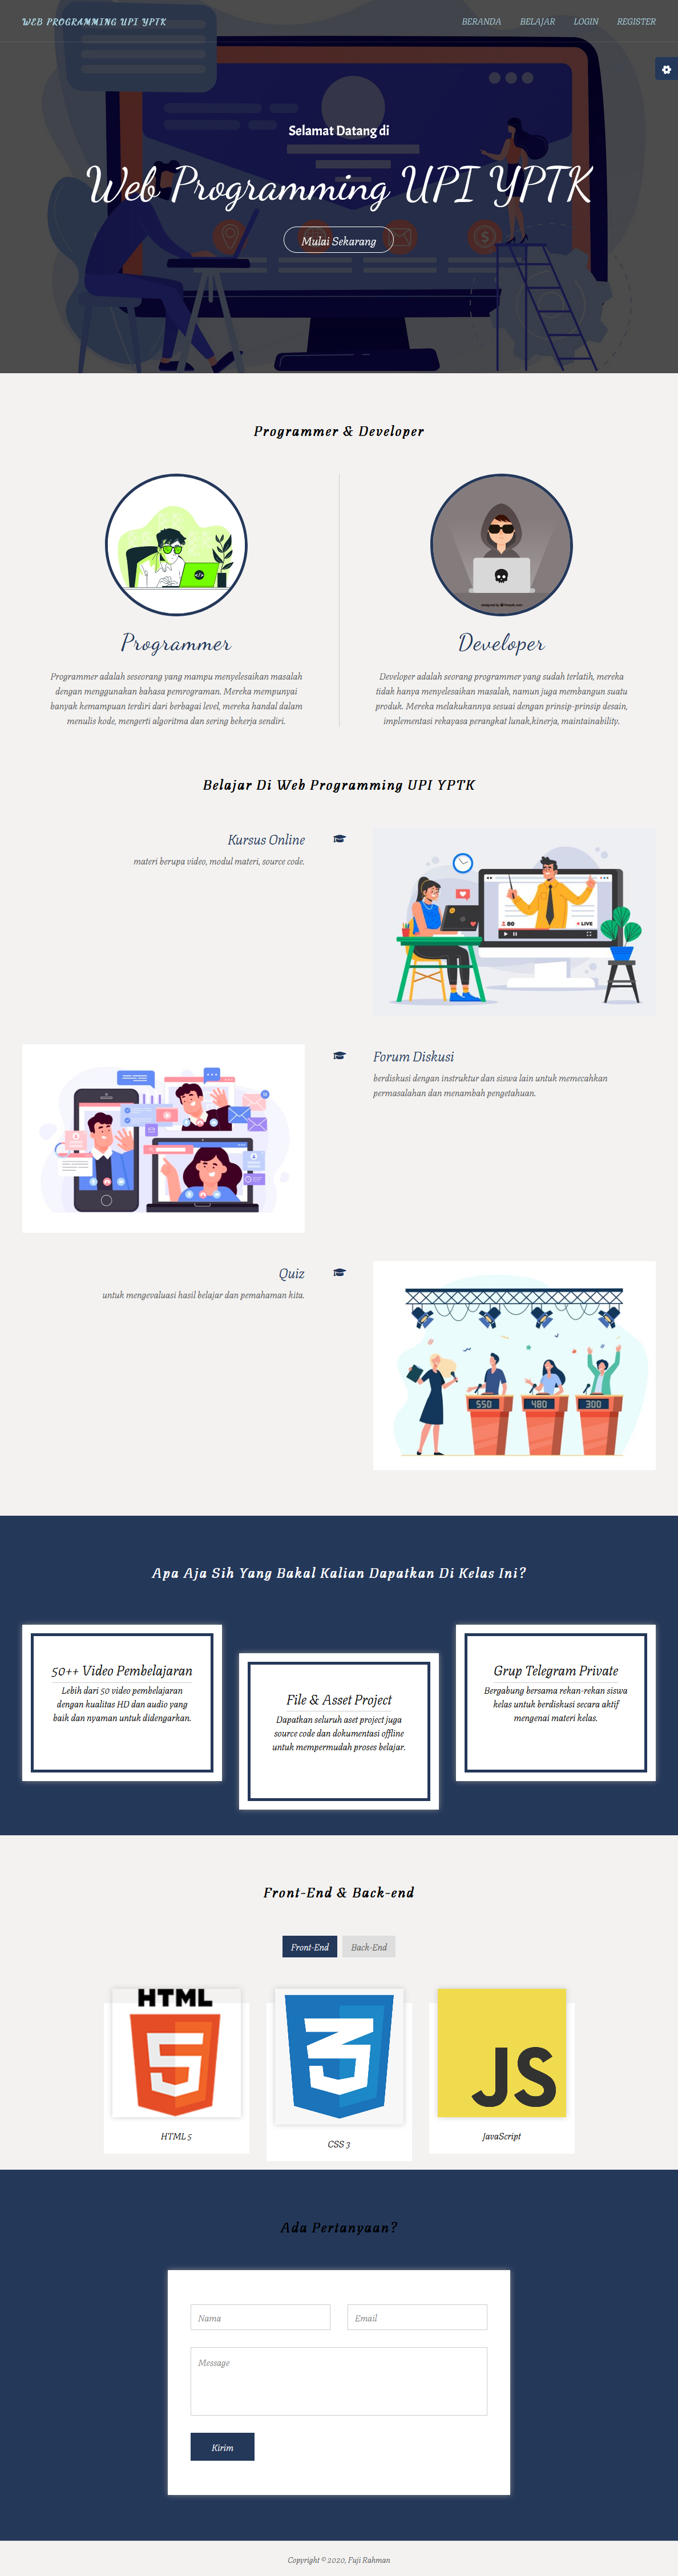 WEB PROGRAMMING UPI YPTK
BERANDA BELAJAR LOGIN REGISTER
Selamat Datang di
Web Programming UPI YPTK
Mulai Sekarang
Programmer & Developer
Programmer
Programmer adalah seseorang yang mampu menyelesaikan masalah
dengan menggunakan bahasa pemrograman. Mereka mempunyai
banyak kemampuan terdiri dari berbagai level, mereka handal dalam
menulis kode, mengerti algoritma dan sering bekerja sendiri.
Developer
Developer adalah seorang programmer yang sudah terlatih, mereka
tidak hanya menyelesaikan masalah, namun juga membangun suatu
produk. Mereka melakukannya sesuai dengan prinsip-prinsip desain,
implementasi rekayasa perangkat lunak,kinerja, maintainability.
Belajar Di Web Programming UPI YPTK
Kursus Online
materi berupa video, modul materi, source code.
80
LIVE
Forum Diskusi
berdiskusi dengan instruktur dan siswa lain untuk memecahkan
permasalahan dan menambah pengetahuan.
Quiz
untuk mengevaluasi hasil belajar dan pemahaman kita.
550 480 300
Apa Aja Sih Yang Bakal Kalian Dapatkan Di Kelas Ini?
50++ Video Pembelajaran
Lebih dari 50 video pembelajaran
dengan kualitas HD dan audio yang
baik dan nyaman untuk didengarkan.
File & Asset Project
Dapatkan seluruh aset project juga
source code dan dokumentasi offline
untuk mempermudah proses belajar.
Grup Telegram Private
Bergabung bersama rekan-rekan siswa
kelas untuk berdiskusi secara aktif
mengenai materi kelas.
Front-End & Back-end
Front-End Back-End
HTML
5
HTML 5
3
CSS 3
JS
JavaScript
Ada Pertanyaan?
Nama
Email
Message
Kirim
Copyright © 2020, Fuji Rahman